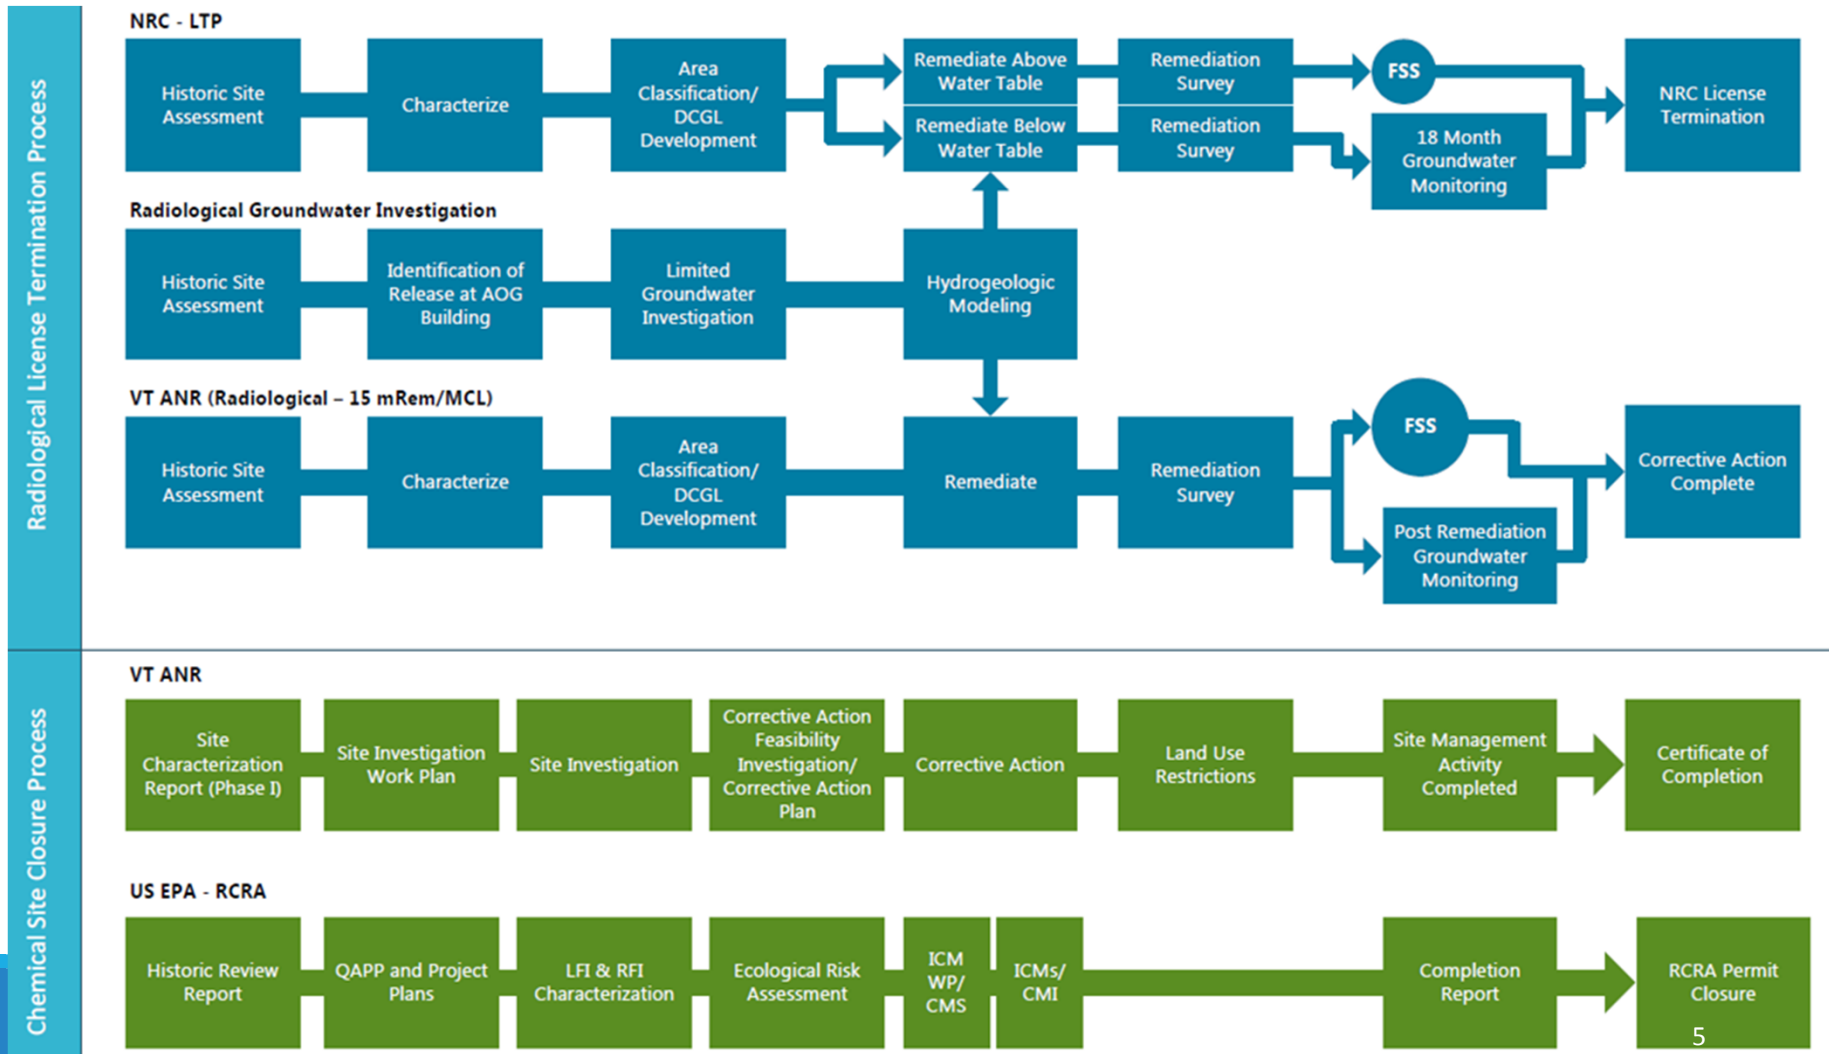 Radiological License Termination Process
NRC - LTP
Historic Site
Assessment
Characterize
Area
Classification/
DCGL
Development
Remediate Above
Water Table
Remediate Below
Water Table
Remediation
Survey
Remediation
Survey
FSS
18 Month
Groundwater
Monitoring
NRC License
Termination
Radiological Groundwater Investigation
Historic Site
Assessment
Identification of
Release at AOG
Building
Limited
Groundwater
Investigation
Hydrogeologic
Modeling
VT ANR (Radiological – 15 mRem/MCL)
Historic Site
Assessment
Characterize
Area
Classification/
DCGL
Development
Remediate
Remediation
Survey
FSS
Post Remediation
Groundwater
Monitoring
Corrective Action
Complete
Chemical Site Closure Process
VT ANR
Site
Characterization
Report (Phase I)
Site Investigation
Work Plan
Site Investigation
Corrective Action
Feasibility
Investigation/
Corrective Action
Plan
Corrective Action
Land Use
Restrictions
Site Management
Activity
Completed
Certificate of
Completion
US EPA - RCRA
Historic Review
Report
QAPP and Project
Plans
LFI & RFI
Characterization
Ecological Risk
Assessment
ICM
WP/
CMS
ICMs/
CMI
Completion
Report
RCRA Permit
Closure
5